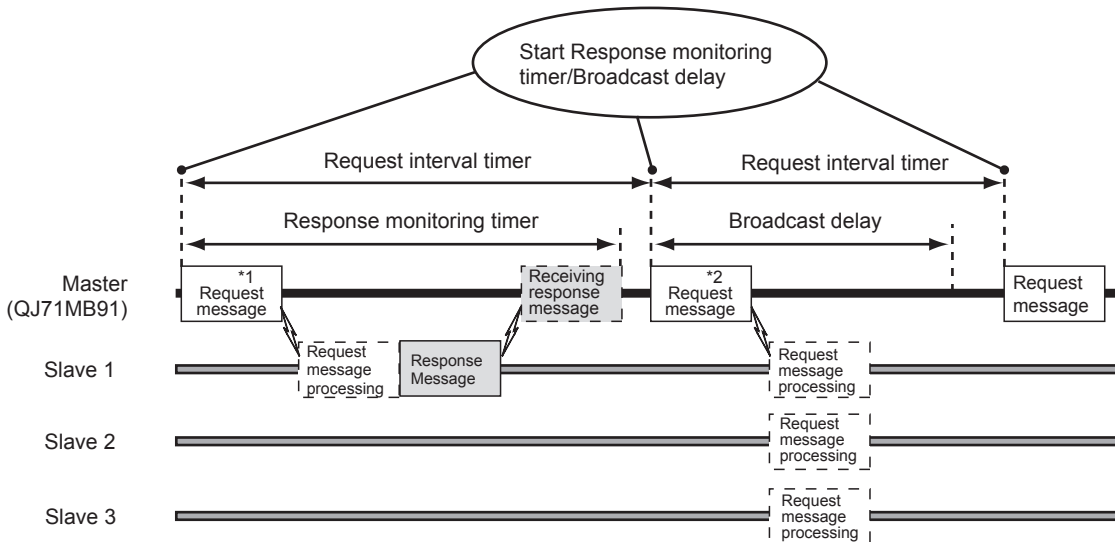 Start Response monitoring
timer/Broadcast delay
Request interval timer
Request interval timer
Response monitoring timer
Broadcast delay
Master
(QJ71MB91)
*1
Request
message
Receiving
response
message
*2
Request
message
Request
message
Slave 1
Request
message
processing
Response
Message
Request
message
processing
Slave 2
Request
message
processing
Slave 3
Request
message
processing